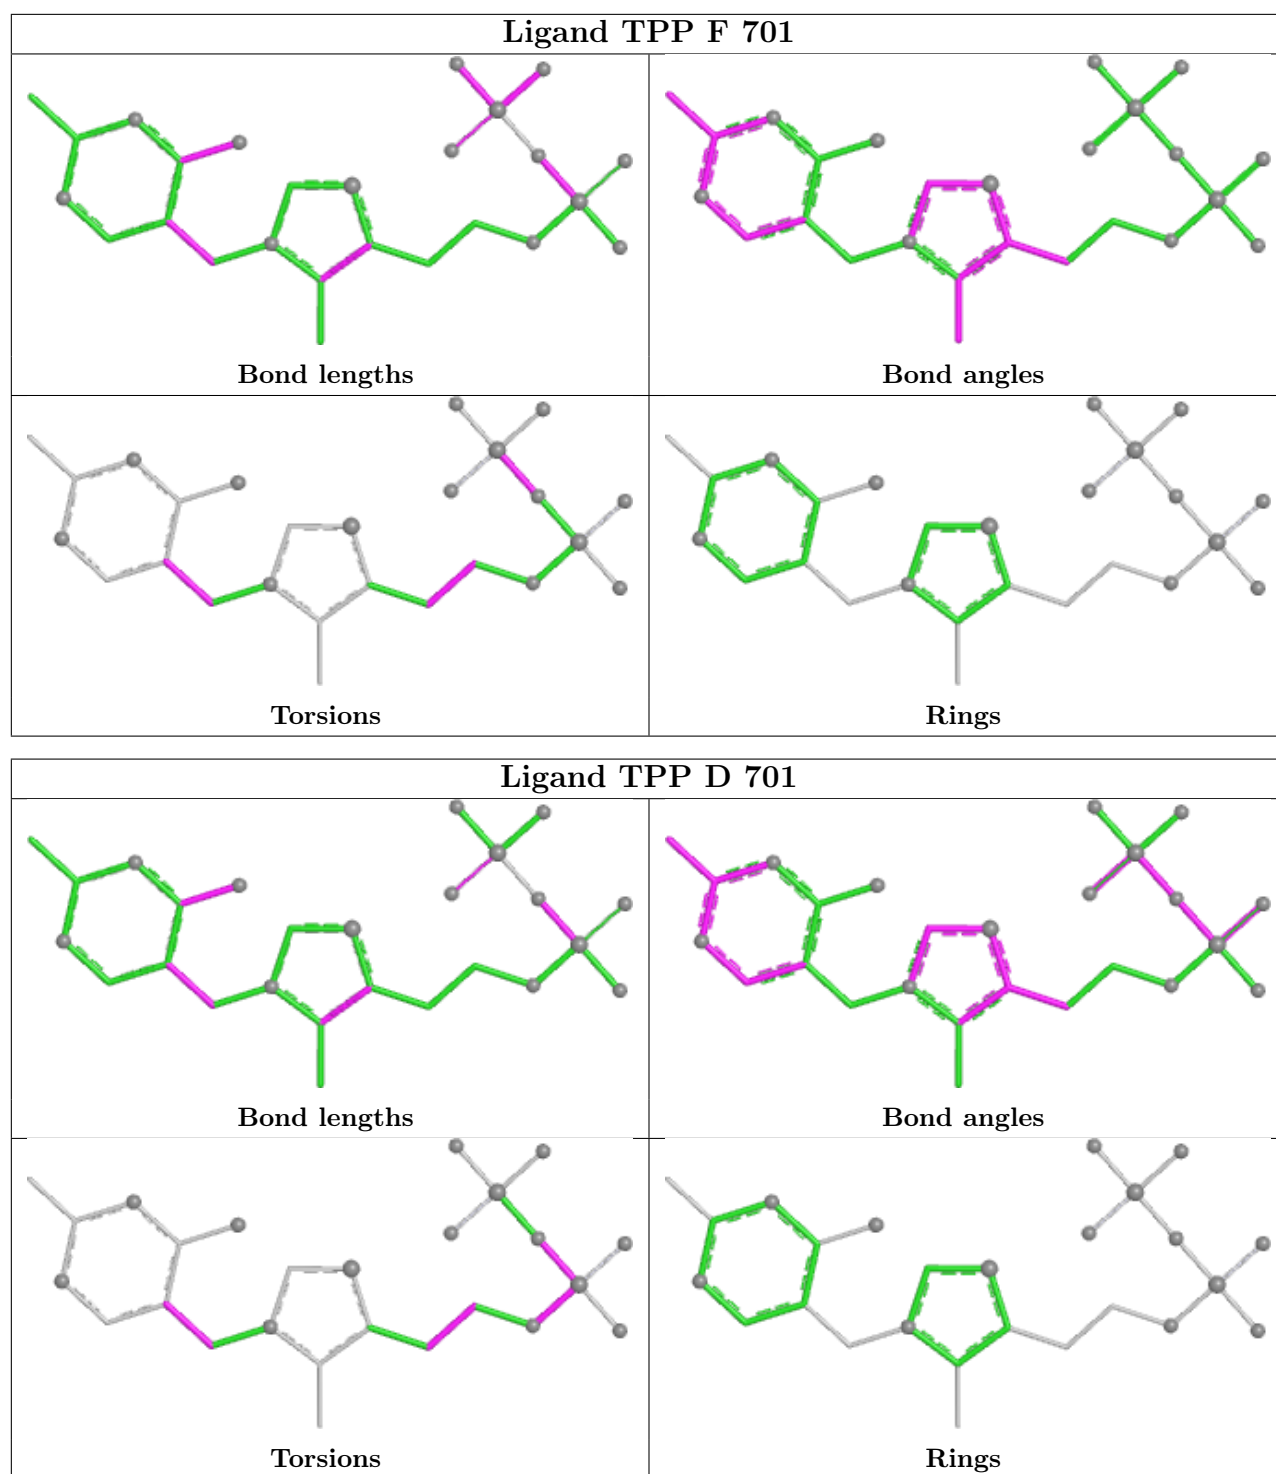 Ligand TPP F 701
Bond lengths
Bond angles
Torsions
Rings
Ligand TPP D 701
Bond lengths
Bond angles
Torsions
Rings